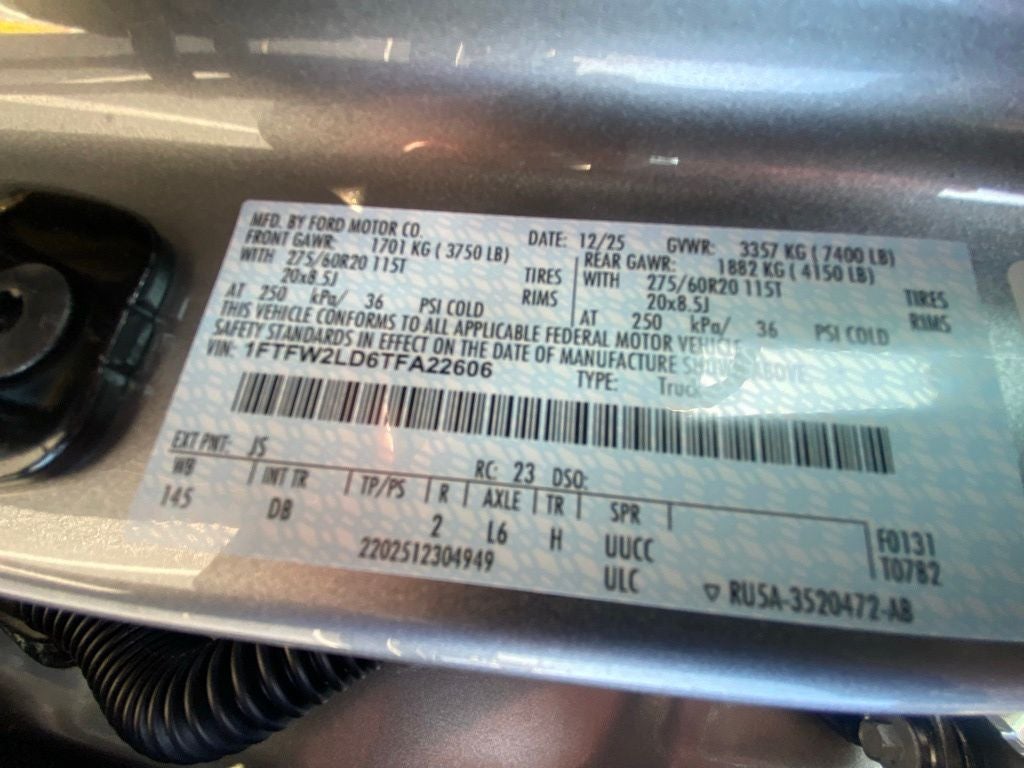 MFD. BY FORD MOTOR CO. DATE: 12/25 GVWR: 3357 KG ( 7400 LB)
FRONT GAWR: 1701 KG ( 3750 LB) REAR GAWR: 1882 KG ( 4150 LB)
WITH 275/60R20 115T TIRES WITH 275/60R20 115T TIRES
20x8.5J RIMS 20x8.5J RIMS
AT 250 kPa/ 36 PSI COLD AT 250 kPa/ 36 PSI COLD
THIS VEHICLE CONFORMS TO ALL APPLICABLE FEDERAL MOTOR VEHICLE
SAFETY STANDARDS IN EFFECT ON THE DATE OF MANUFACTURE SHOWN ABOVE
VIN: 1FTFW2LD6TFA22606 TYPE: Truck
EXT PNT: JS RC: 23 DSO:
WB INT TR TP/PS R AXLE TR SPR
145 DB 2 L6 H UUCC F0131
2202512304949 ULC T0782
RU5A-3520472-AB